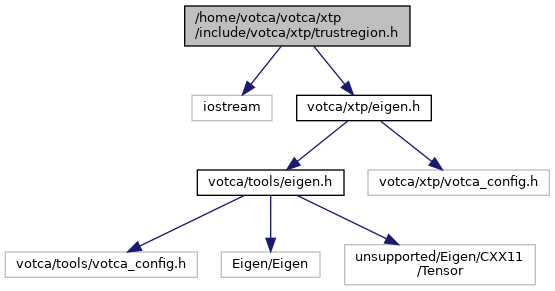 /home/votca/votca/xtp
/include/votca/xtp/trustregion.h
iostream
votca/xtp/eigen.h
votca/tools/eigen.h
votca/xtp/votca_config.h
votca/tools/votca_config.h
Eigen/Eigen
unsupported/Eigen/CXX11
/Tensor